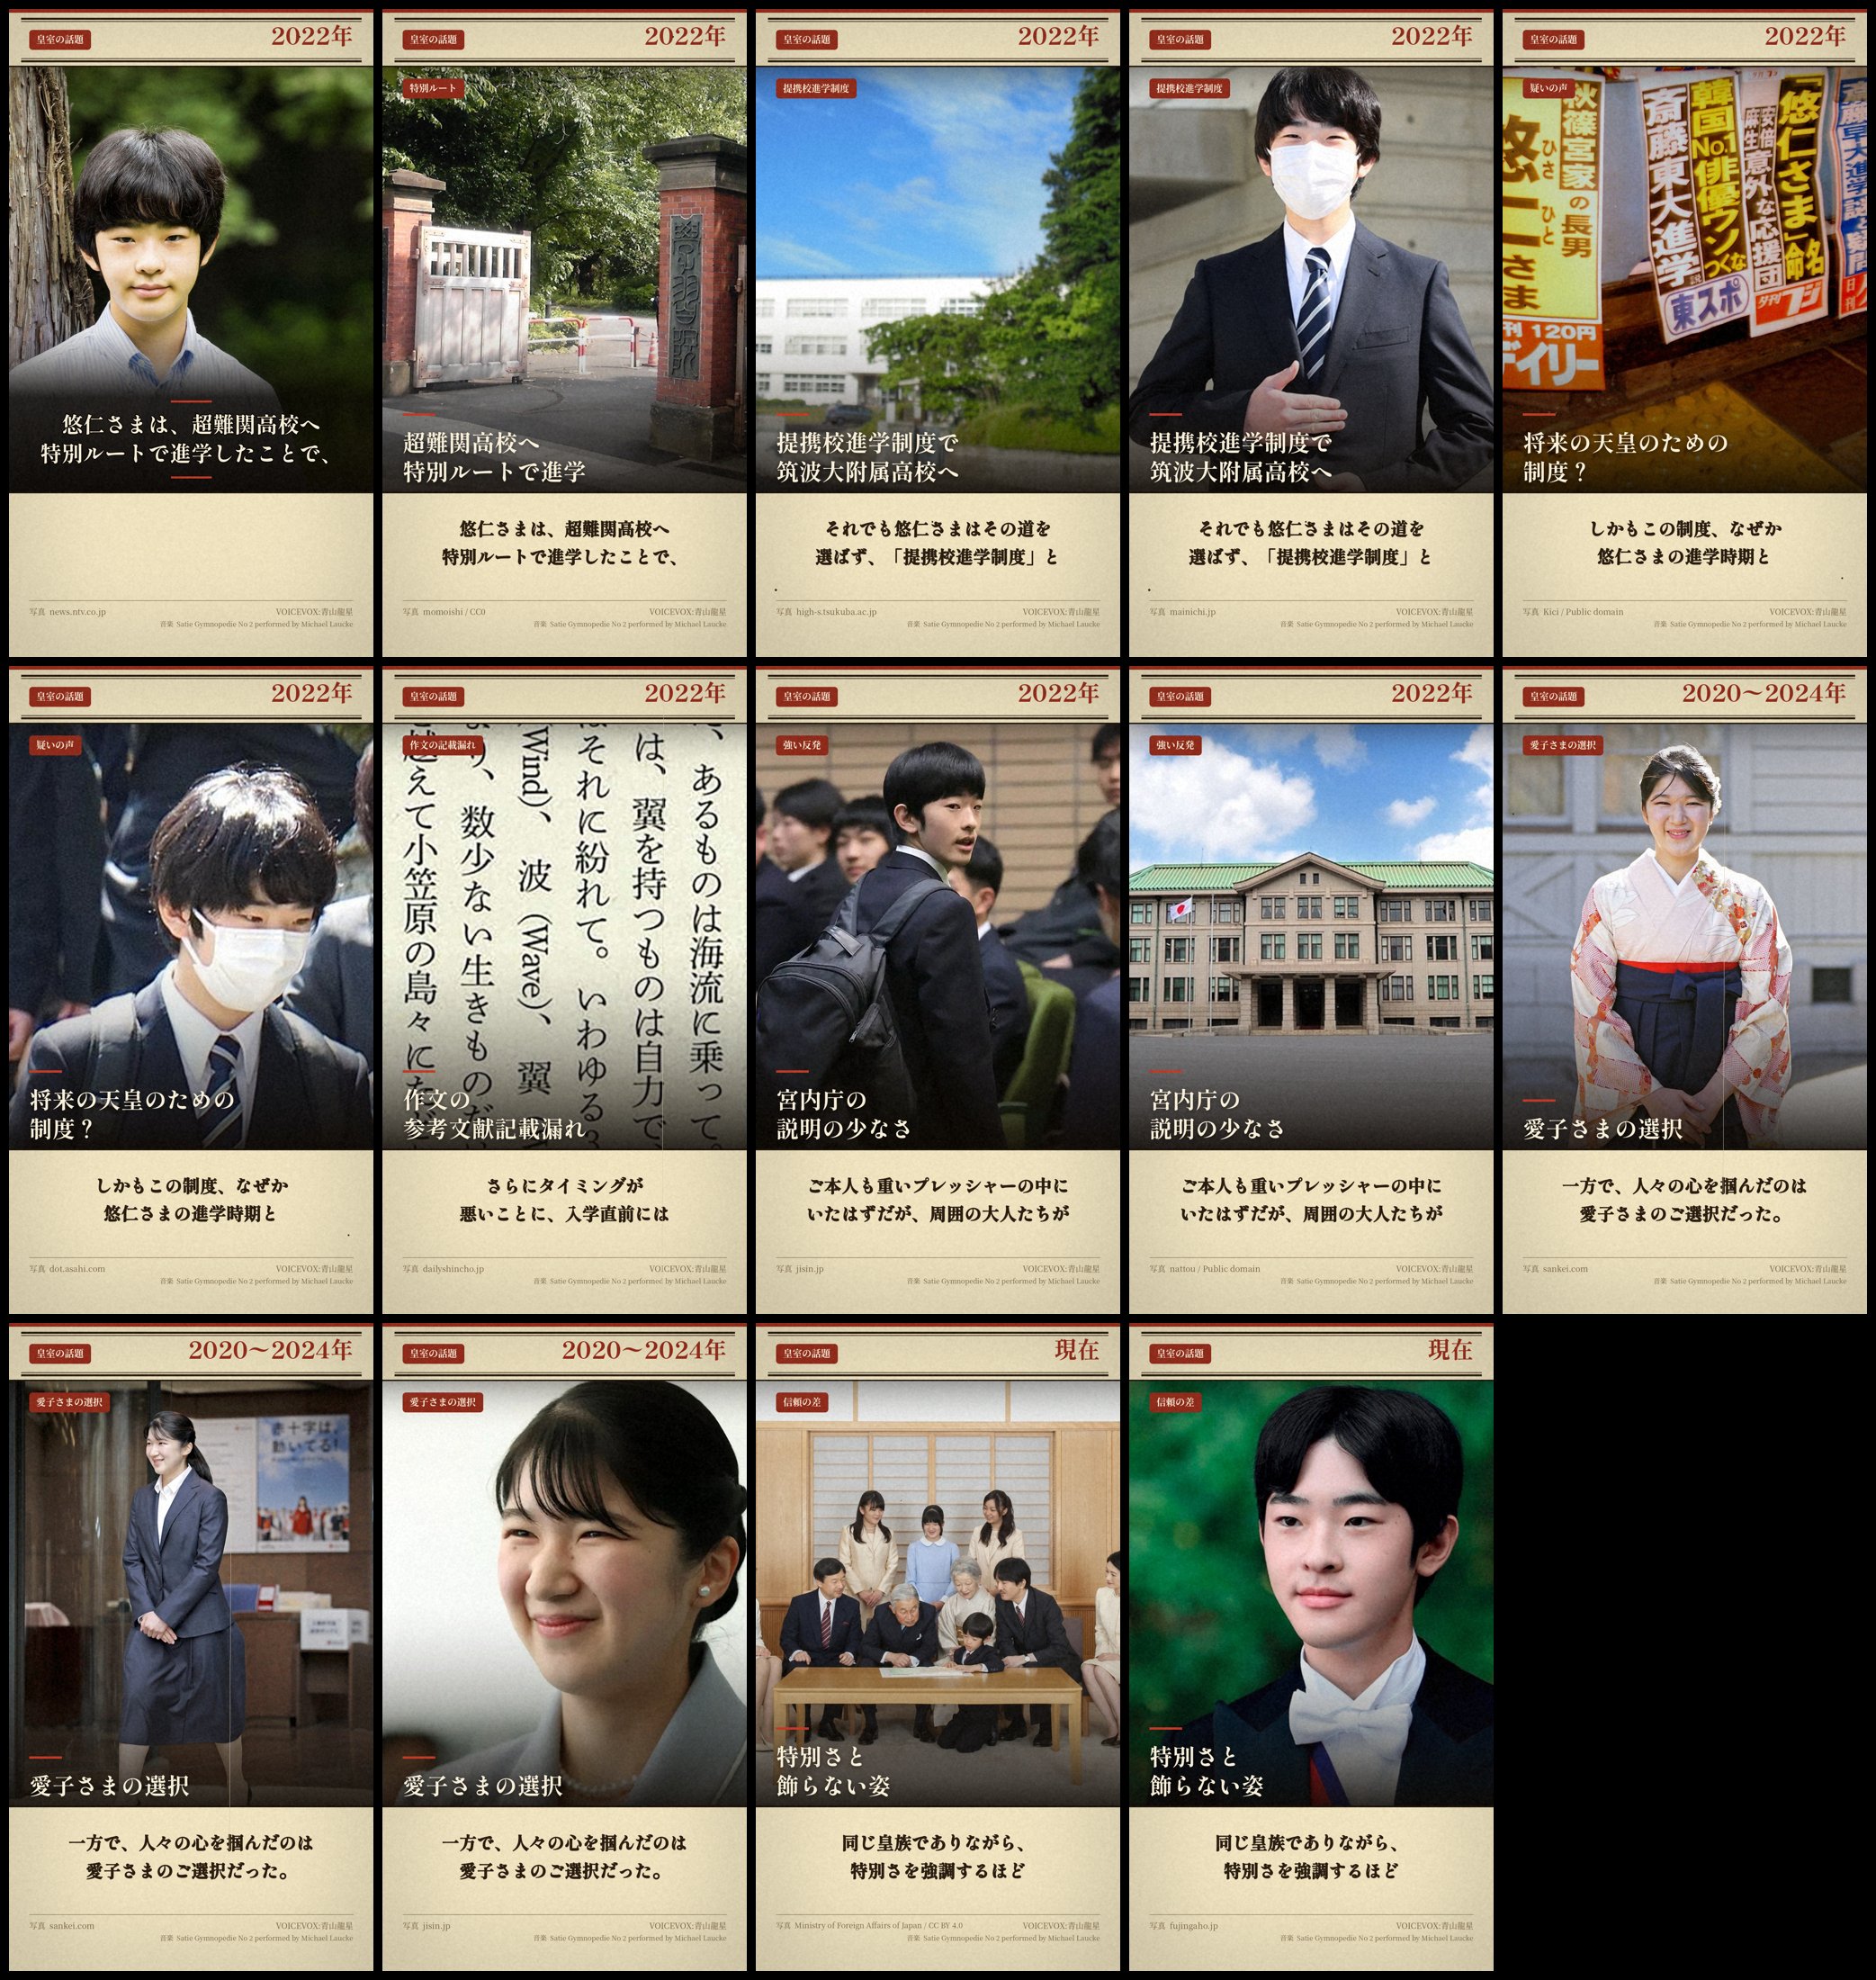 皇室の話題
2022年
悠仁さまは、超難関高校へ
特別ルートで進学したことで、
写真 news.ntv.co.jp
VOICEVOX:青山龍星
音楽 Satie Gymnopedie No 2 performed by Michael Laucke
皇室の話題
2022年
特別ルート
超難関高校へ
特別ルートで進学
悠仁さまは、超難関高校へ
特別ルートで進学したことで、
写真 momoishi / CC0
VOICEVOX:青山龍星
音楽 Satie Gymnopedie No 2 performed by Michael Laucke
皇室の話題
2022年
提携校進学制度
提携校進学制度で
筑波大附属高校へ
それでも悠仁さまはその道を
選ばず、「提携校進学制度」と
写真 high-s.tsukuba.ac.jp
VOICEVOX:青山龍星
音楽 Satie Gymnopedie No 2 performed by Michael Laucke
皇室の話題
2022年
提携校進学制度
提携校進学制度で
筑波大附属高校へ
それでも悠仁さまはその道を
選ばず、「提携校進学制度」と
写真 mainichi.jp
VOICEVOX:青山龍星
音楽 Satie Gymnopedie No 2 performed by Michael Laucke
皇室の話題
2022年
疑いの声
秋篠宮家の長男
悠仁さま
ひさひと
刊 120円
デイリー
斎藤東大進学
東スポ
韓国No.1俳優ウソン
つくな
安倍
麻生
意外な応援団
「悠仁さま」命名
夕刊フジ
将来の天皇のための
制度？
しかもこの制度、なぜか
悠仁さまの進学時期と
写真 Kici / Public domain
VOICEVOX:青山龍星
音楽 Satie Gymnopedie No 2 performed by Michael Laucke
皇室の話題
2022年
疑いの声
将来の天皇のための
制度？
しかもこの制度、なぜか
悠仁さまの進学時期と
写真 dot.asahi.com
VOICEVOX:青山龍星
音楽 Satie Gymnopedie No 2 performed by Michael Laucke
皇室の話題
2022年
作文の記載漏れ
、あるものは海流に乗って。
は、翼を持つものは自力で、
はそれに紛れて。いわゆる3
Wind）、波（Wave）、翼
り、数少ない生きものだ
越えて小笠原の島々にた
作文の
参考文献記載漏れ
さらにタイミングが
悪いことに、入学直前には
写真 dailyshincho.jp
VOICEVOX:青山龍星
音楽 Satie Gymnopedie No 2 performed by Michael Laucke
皇室の話題
2022年
強い反発
宮内庁の
説明の少なさ
ご本人も重いプレッシャーの中に
いたはずだが、周囲の大人たちが
写真 jisin.jp
VOICEVOX:青山龍星
音楽 Satie Gymnopedie No 2 performed by Michael Laucke
皇室の話題
2022年
強い反発
宮内庁の
説明の少なさ
ご本人も重いプレッシャーの中に
いたはずだが、周囲の大人たちが
写真 nattou / Public domain
VOICEVOX:青山龍星
音楽 Satie Gymnopedie No 2 performed by Michael Laucke
皇室の話題
2020〜2024年
愛子さまの選択
愛子さまの選択
一方で、人々の心を掴んだのは
愛子さまのご選択だった。
写真 sankei.com
VOICEVOX:青山龍星
音楽 Satie Gymnopedie No 2 performed by Michael Laucke
皇室の話題
2020〜2024年
愛子さまの選択
赤十字は、
動いてる!
愛子さまの選択
一方で、人々の心を掴んだのは
愛子さまのご選択だった。
写真 sankei.com
VOICEVOX:青山龍星
音楽 Satie Gymnopedie No 2 performed by Michael Laucke
皇室の話題
2020〜2024年
愛子さまの選択
愛子さまの選択
一方で、人々の心を掴んだのは
愛子さまのご選択だった。
写真 jisin.jp
VOICEVOX:青山龍星
音楽 Satie Gymnopedie No 2 performed by Michael Laucke
皇室の話題
現在
信頼の差
特別さと
飾らない姿
同じ皇族でありながら、
特別さを強調するほど
写真 Ministry of Foreign Affairs of Japan / CC BY 4.0
VOICEVOX:青山龍星
音楽 Satie Gymnopedie No 2 performed by Michael Laucke
皇室の話題
現在
信頼の差
特別さと
飾らない姿
同じ皇族でありながら、
特別さを強調するほど
写真 fujingaho.jp
VOICEVOX:青山龍星
音楽 Satie Gymnopedie No 2 performed by Michael Laucke